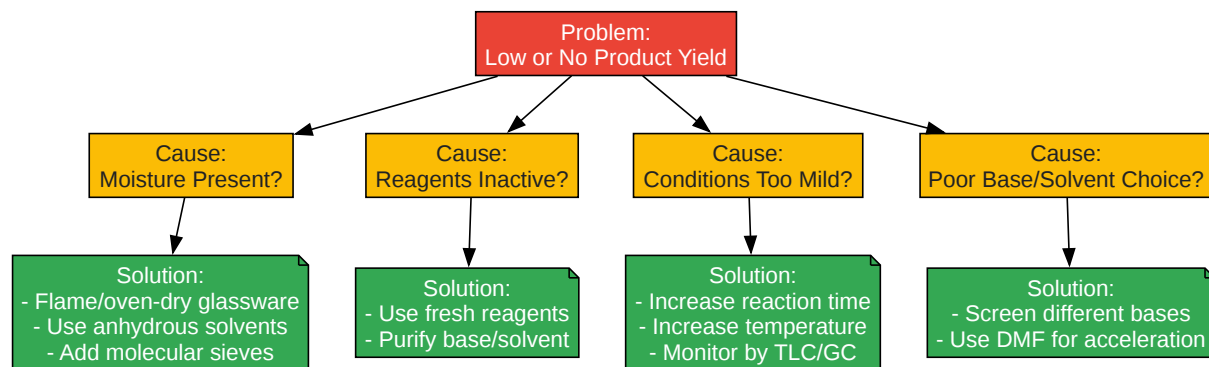 Problem:
Low or No Product Yield
Cause:
Moisture Present?
Cause:
Reagents Inactive?
Cause:
Conditions Too Mild?
Cause:
Poor Base/Solvent Choice?
Solution:
- Flame/oven-dry glassware
- Use anhydrous solvents
- Add molecular sieves
Solution:
- Use fresh reagents
- Purify base/solvent
Solution:
- Increase reaction time
- Increase temperature
- Monitor by TLC/GC
Solution:
- Screen different bases
- Use DMF for acceleration